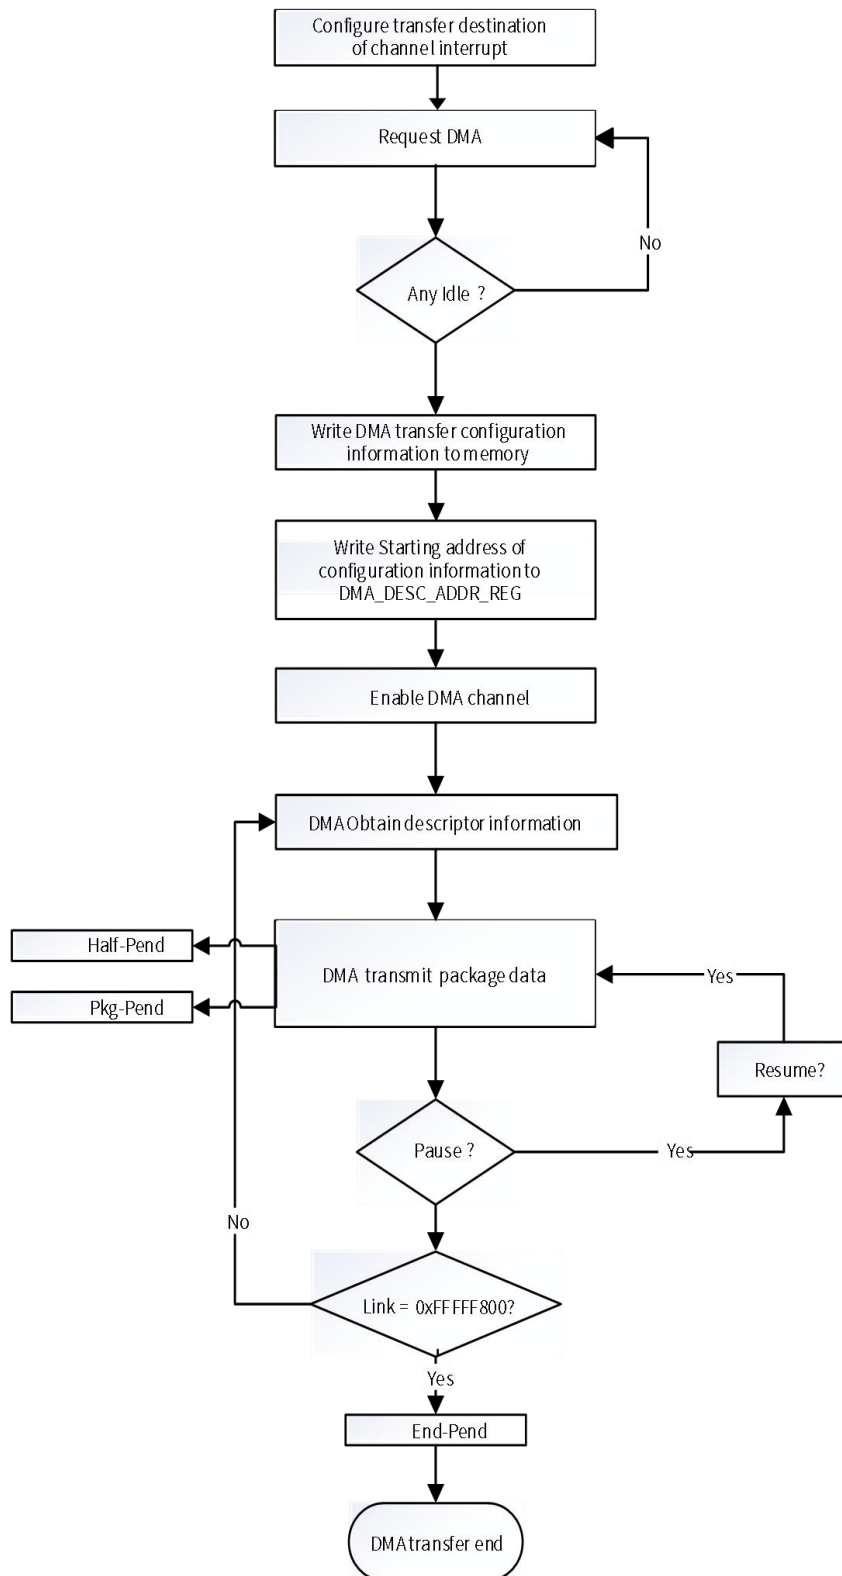 Configure transfer destination
of channel interrupt
Request DMA
No
Any Idle ?
Write DMA transfer configuration
information to memory
Write Starting address of
configuration information to
DMA_DESC_ADDR_REG
Enable DMA channel
DMA Obtain descriptor information
Half-Pend
DMA transmit package data
Yes
Pkg-Pend
Resume?
Pause ?
Yes
No
Link = 0xFFFFF800?
Yes
End-Pend
DMA transfer end